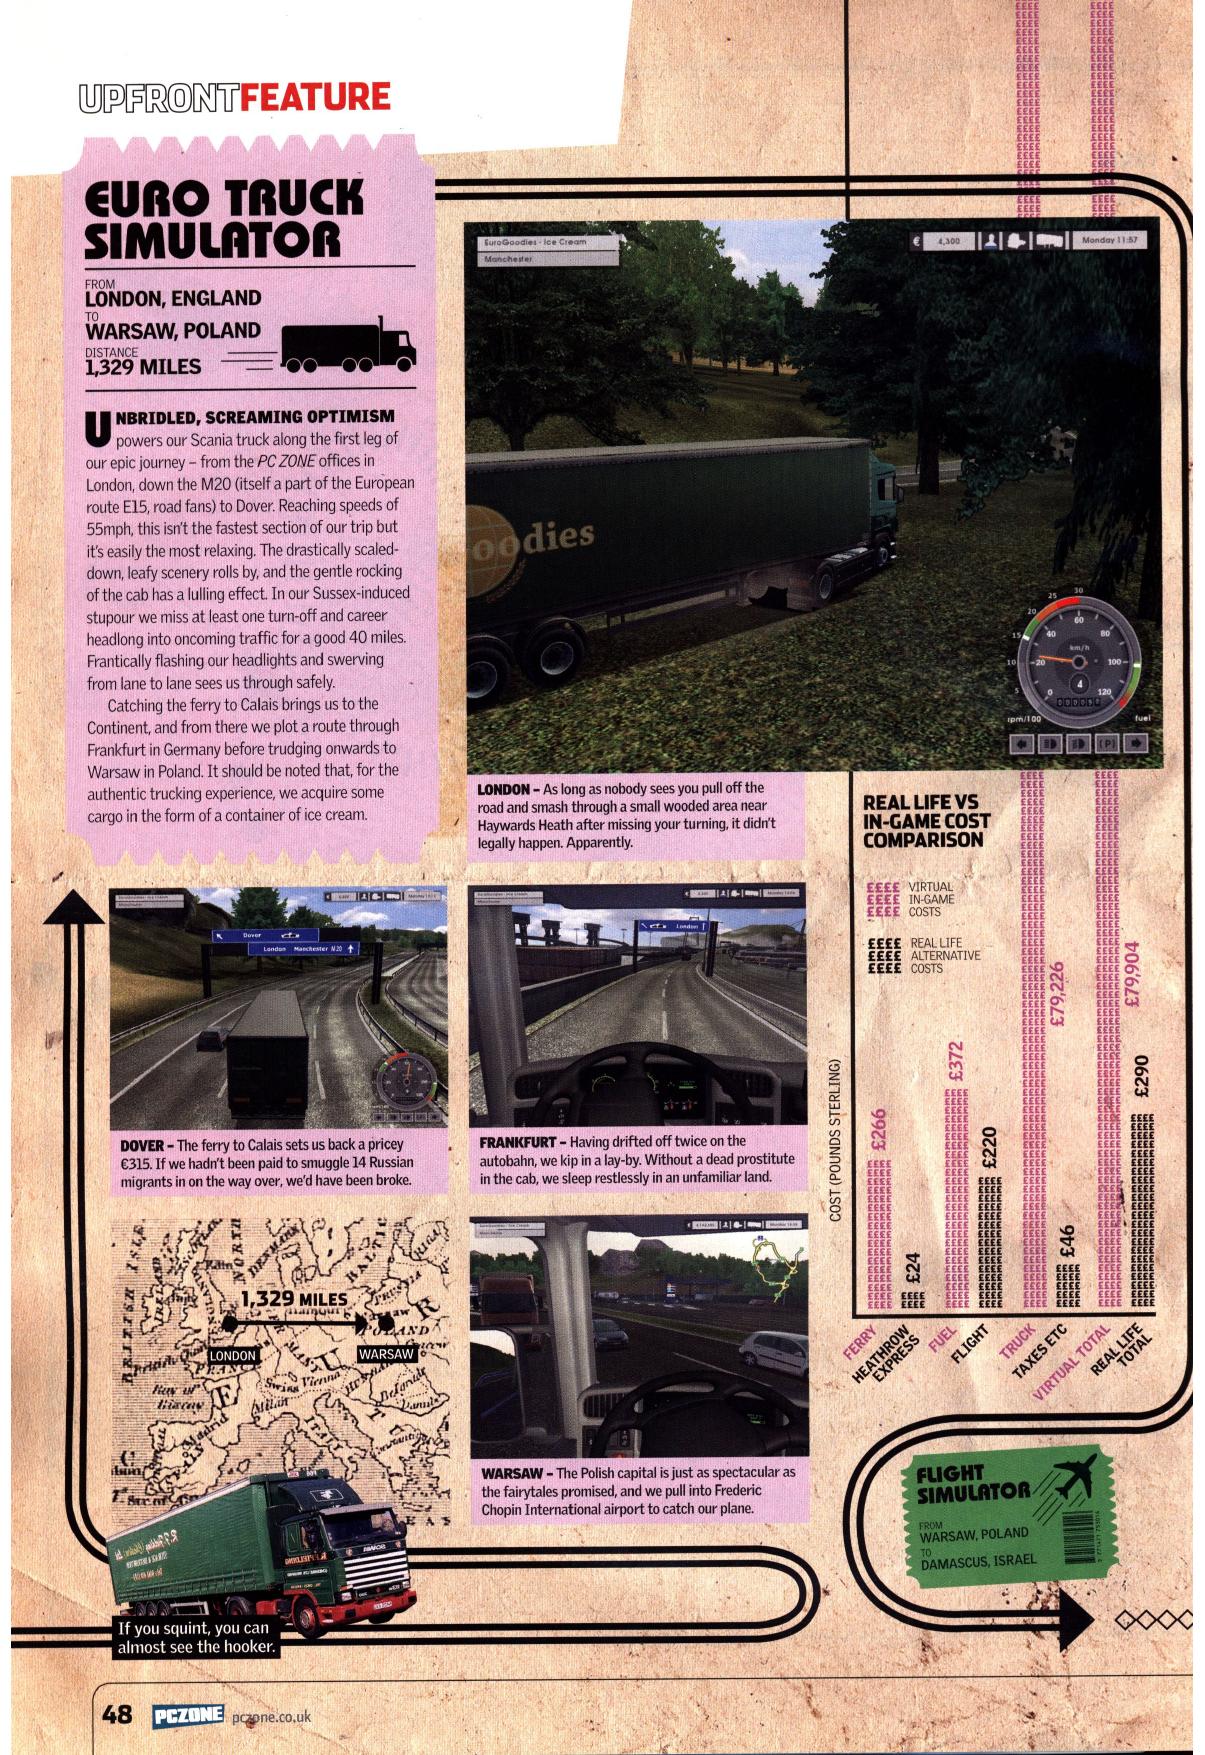 UPFRONTFEATURE
EURO TRUCK
SIMULATOR
FROM
LONDON, ENGLAND
TO
WARSAW, POLAND
DISTANCE
1,329 MILES
UNBRIDLED, SCREAMING OPTIMISM
powers our Scania truck along the first leg of
our epic journey – from the PC ZONE offices in
London, down the M20 (itself a part of the European
route E15, road fans) to Dover. Reaching speeds of
55mph, this isn't the fastest section of our trip but
it's easily the most relaxing. The drastically scaled-
down, leafy scenery rolls by, and the gentle rocking
of the cab has a lulling effect. In our Sussex-induced
stupour we miss at least one turn-off and career
headlong into oncoming traffic for a good 40 miles.
Frantically flashing our headlights and swerving
from lane to lane sees us through safely.
Catching the ferry to Calais brings us to the
Continent, and from there we plot a route through
Frankfurt in Germany before trudging onwards to
Warsaw in Poland. It should be noted that, for the
authentic trucking experience, we acquire some
cargo in the form of a container of ice cream.
EuroGoodies - Ice Cream
Manchester
€ 4,300
Monday 11:57
oodies
km/h
0 20 40 60 80 100 120
5 10 15 20 25 30
4
rpm/100
fuel
LONDON – As long as nobody sees you pull off the
road and smash through a small wooded area near
Haywards Heath after missing your turning, it didn't
legally happen. Apparently.
Dover
London Manchester M20
DOVER – The ferry to Calais sets us back a pricey
€315. If we hadn't been paid to smuggle 14 Russian
migrants in on the way over, we'd have been broke.
London
FRANKFURT – Having drifted off twice on the
autobahn, we kip in a lay-by. Without a dead prostitute
in the cab, we sleep restlessly in an unfamiliar land.
1,329 MILES
LONDON
WARSAW
WARSAW – The Polish capital is just as spectacular as
the fairytales promised, and we pull into Frederic
Chopin International airport to catch our plane.
If you squint, you can
almost see the hooker.
REAL LIFE VS
IN-GAME COST
COMPARISON
££££ VIRTUAL
IN-GAME
COSTS
££££ REAL LIFE
ALTERNATIVE
COSTS
COST (POUNDS STERLING)
£266
£24
£372
£220
£79,226
£46
£79,904
£290
FERRY
HEATHROW
EXPRESS
FUEL
FLIGHT
TRUCK
TAXES ETC
VIRTUAL TOTAL
REAL LIFE
TOTAL
FLIGHT
SIMULATOR
FROM
WARSAW, POLAND
TO
DAMASCUS, ISRAEL
48 PCZONE pczone.co.uk